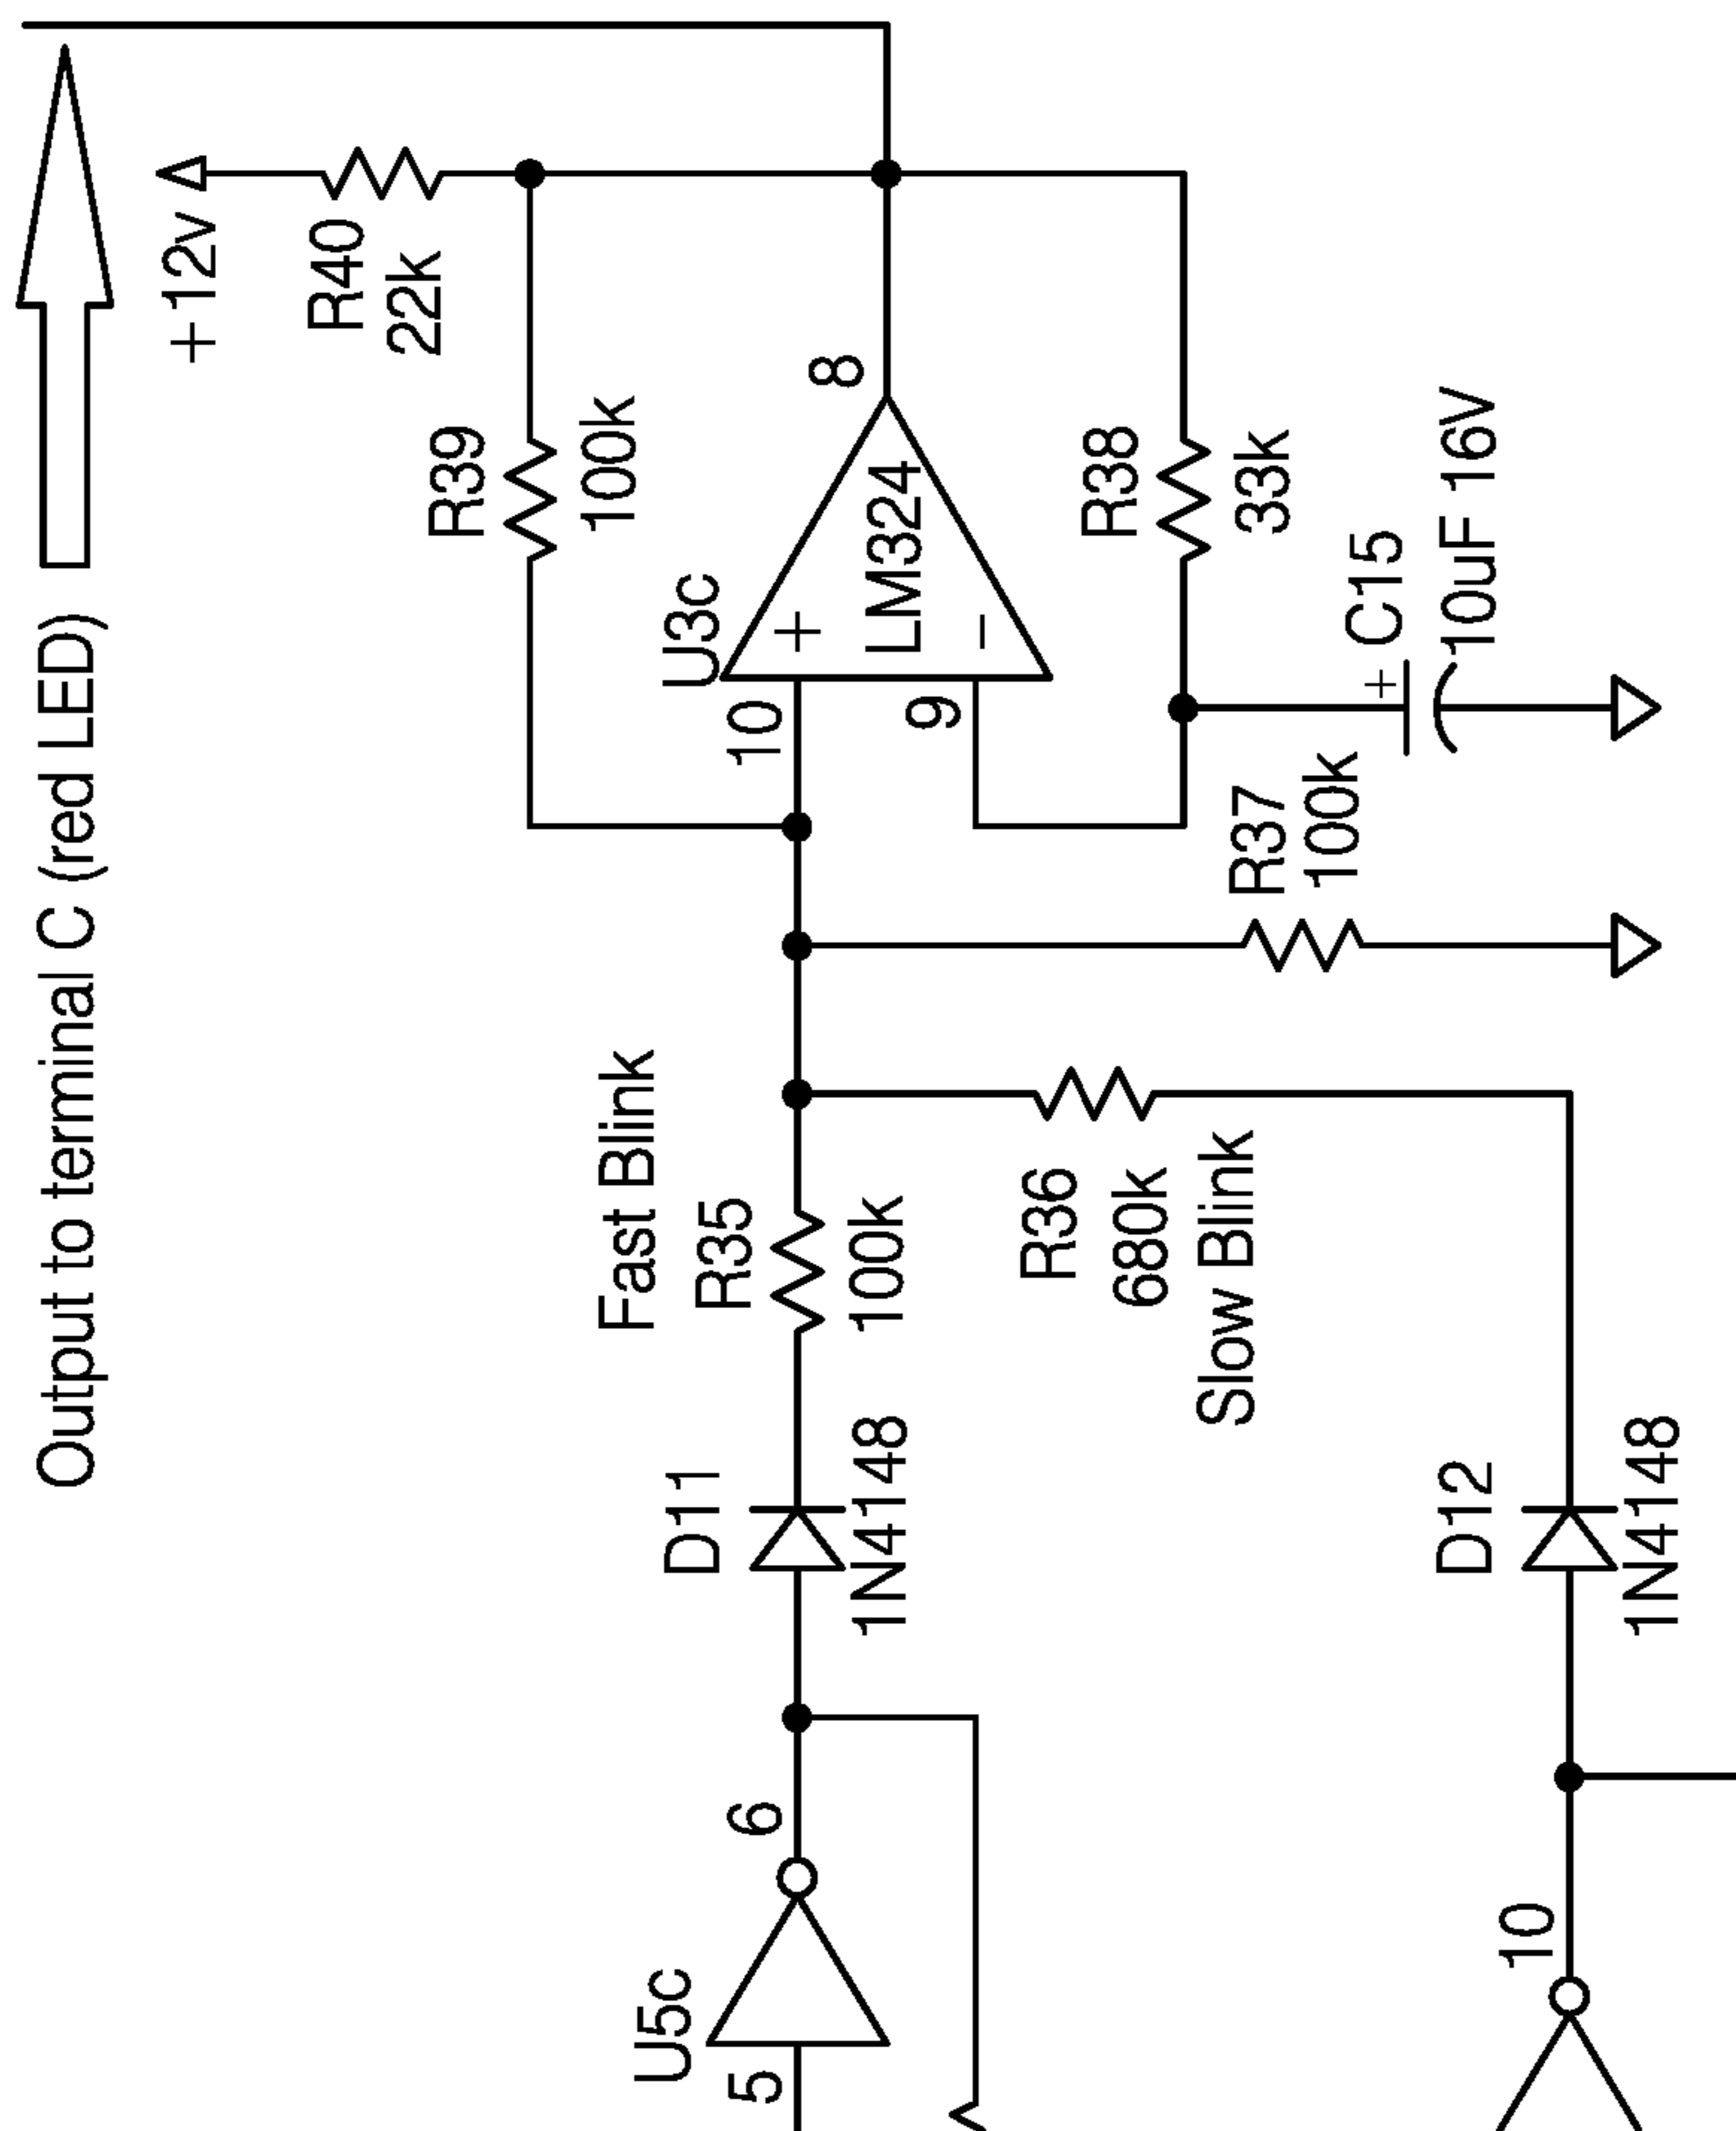 Output to terminal C (red LED)
+12v
R40
22k
R39
100k
8
U3c
+
LM324
−
10
9
R38
33k
+
C15
10uF 16V
R37
100k
Fast Blink
R35
100k
R36
680k
Slow Blink
D11
1N4148
D12
1N4148
6
U5c
5
10